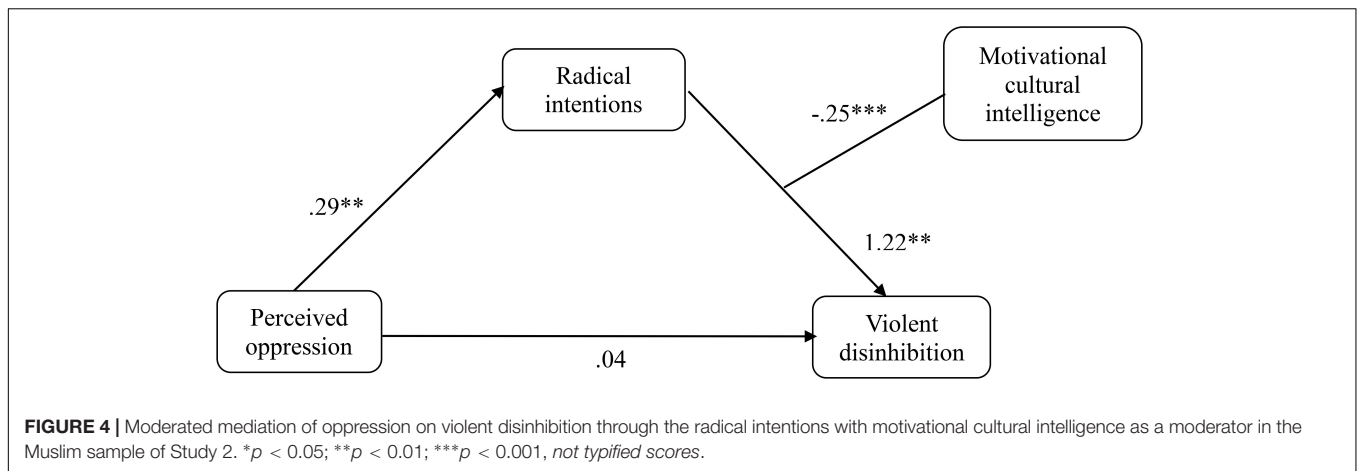 Radical
intentions
Motivational
cultural
intelligence
-.25***
.29**
1.22**
Perceived
oppression
Violent
disinhibition
.04
FIGURE 4 | Moderated mediation of oppression on violent disinhibition through the radical intentions with motivational cultural intelligence as a moderator in the
Muslim sample of Study 2. *p < 0.05; **p < 0.01; ***p < 0.001, not typified scores.